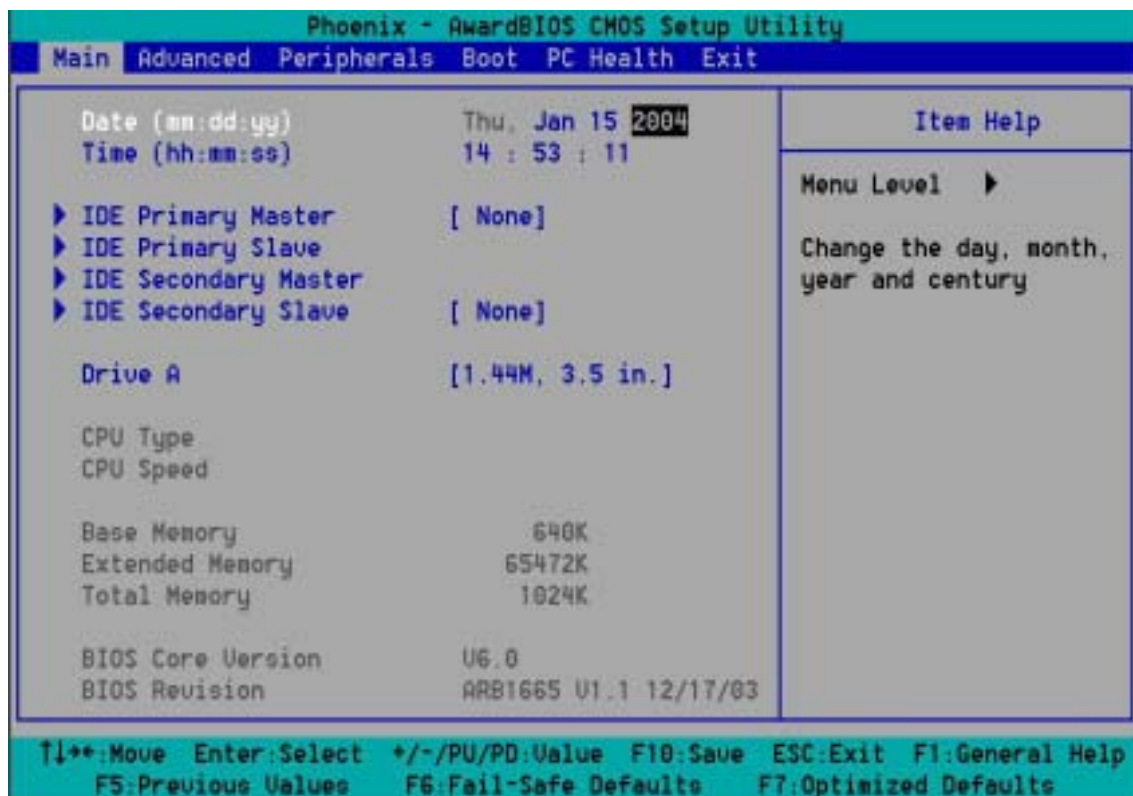 Phoenix - AwardBIOS CMOS Setup Utility
Main Advanced Peripherals Boot PC Health Exit
Date (mm:dd:yy) Thu, Jan 15 2004
Time (hh:mm:ss) 14 : 53 : 11
IDE Primary Master [ None]
IDE Primary Slave
IDE Secondary Master
IDE Secondary Slave [ None]
Drive A [1.44M, 3.5 in.]
CPU Type
CPU Speed
Base Memory 640K
Extended Memory 65472K
Total Memory 1024K
BIOS Core Version V6.0
BIOS Revision ARB1665 V1.1 12/17/03
Item Help
Menu Level
Change the day, month,
year and century
↑↓→←:Move Enter:Select +/-/PU/PD:Value F10:Save ESC:Exit F1:General Help
F5:Previous Values F6:Fail-Safe Defaults F7:Optimized Defaults